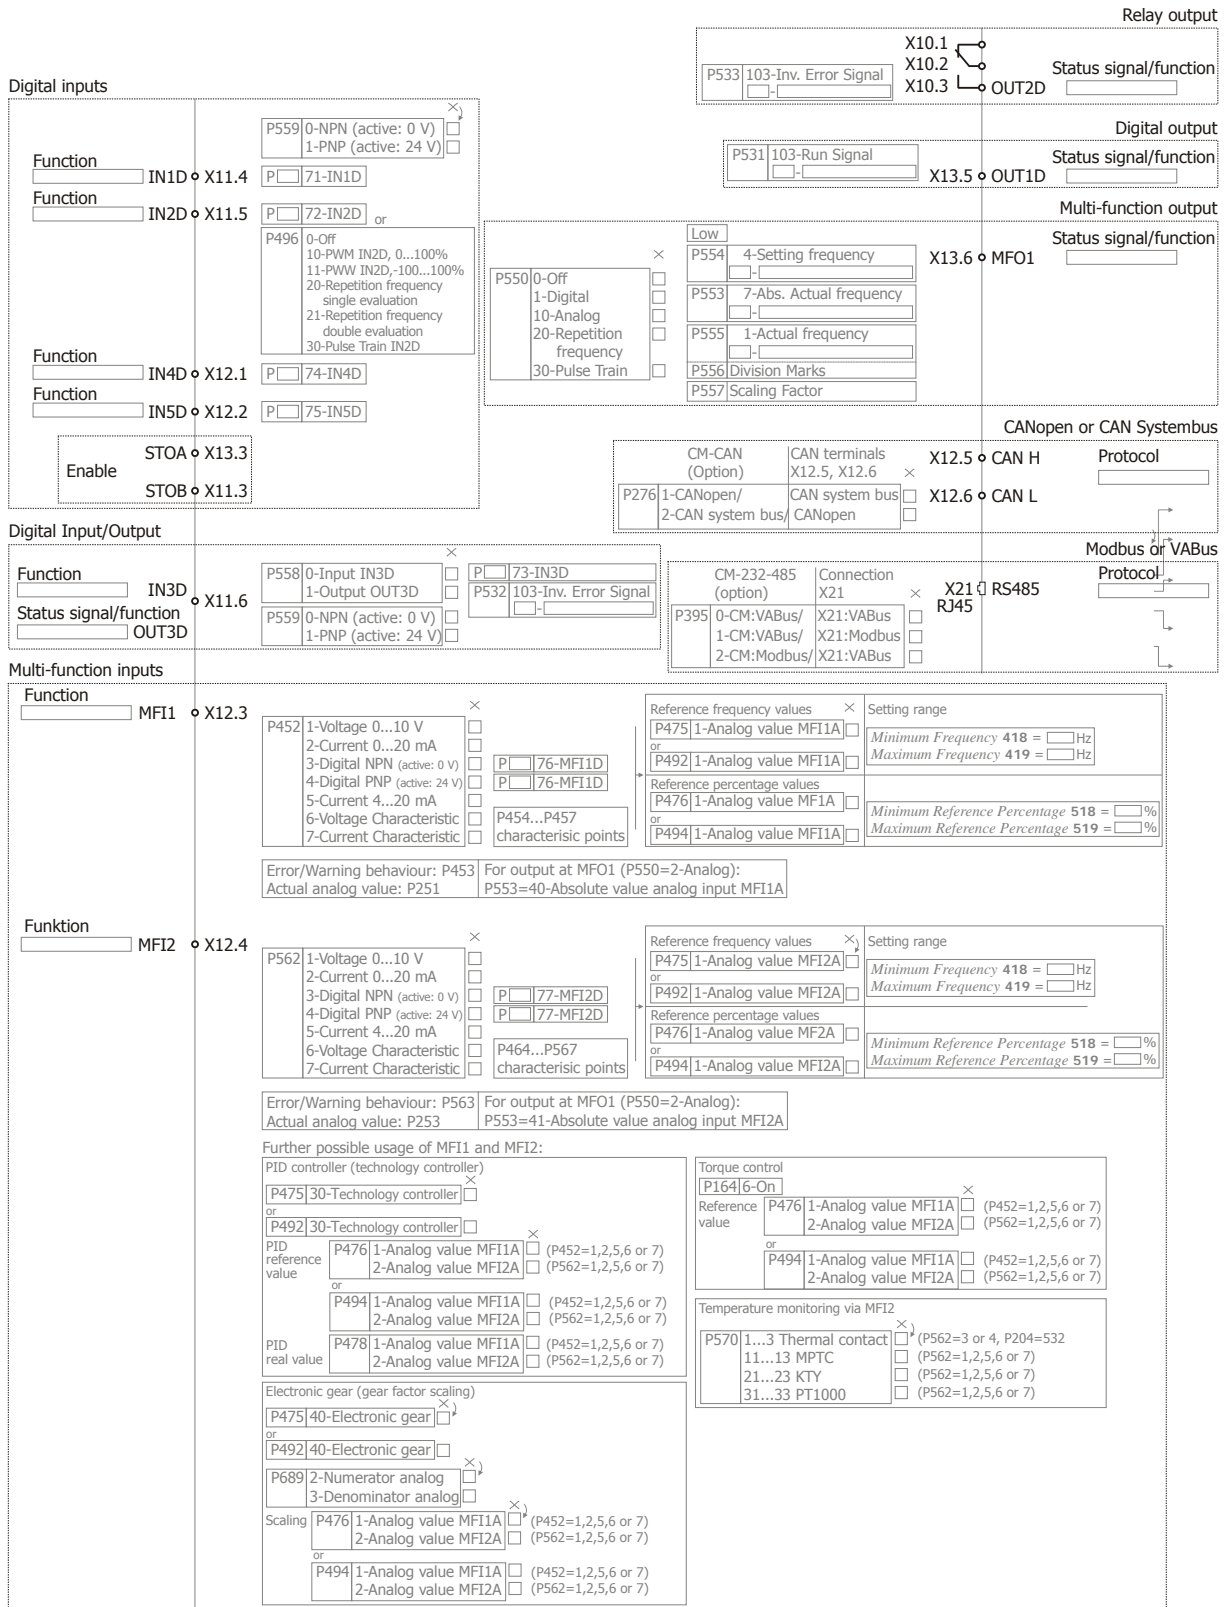 Relay output
X10.1
X10.2
X10.3
P533 103-Inv. Error Signal
-
OUT2D
Status signal/function
Digital output
P531 103-Run Signal
-
X13.5 OUT1D
Status signal/function
Multi-function output
Low
P554 4-Setting frequency
-
P553 7-Abs. Actual frequency
-
P555 1-Actual frequency
-
P556 Division Marks
P557 Scaling Factor
P550 0-Off
1-Digital
10-Analog
20-Repetition
frequency
30-Pulse Train
X13.6 MFO1
Status signal/function
CANopen or CAN Systembus
CM-CAN
(Option)
CAN terminals
X12.5, X12.6
P276 1-CANopen/ CAN system bus
2-CAN system bus/ CANopen
X12.5 CAN H
X12.6 CAN L
Protocol
Modbus or VABus
CM-232-485
(option)
Connection
X21
P395 0-CM:VABus/ X21:VABus
1-CM:VABus/ X21:Modbus
2-CM:Modbus/ X21:VABus
X21 RS485
RJ45
Protocol
Digital inputs
P559 0-NPN (active: 0 V)
1-PNP (active: 24 V)
Function
IN1D X11.4 P 71-IN1D
Function
IN2D X11.5 P 72-IN2D or
P496 0-Off
10-PWM IN2D, 0...100%
11-PWW IN2D,-100...100%
20-Repetition frequency
single evaluation
21-Repetition frequency
double evaluation
30-Pulse Train IN2D
Function
IN4D X12.1 P 74-IN4D
Function
IN5D X12.2 P 75-IN5D
Enable
STOA X13.3
STOB X11.3
Digital Input/Output
Function
IN3D
X11.6
Status signal/function
OUT3D
P558 0-Input IN3D
1-Output OUT3D
P559 0-NPN (active: 0 V)
1-PNP (active: 24 V)
P 73-IN3D
P532 103-Inv. Error Signal
-
Multi-function inputs
Function
MFI1 X12.3
P452 1-Voltage 0...10 V
2-Current 0...20 mA
3-Digital NPN (active: 0 V) P 76-MFI1D
4-Digital PNP (active: 24 V) P 76-MFI1D
5-Current 4...20 mA
6-Voltage Characteristic
7-Current Characteristic
P454...P457
characterisic points
Reference frequency values
P475 1-Analog value MFI1A
or
P492 1-Analog value MFI1A
Reference percentage values
P476 1-Analog value MF1A
or
P494 1-Analog value MFI1A
Setting range
Minimum Frequency 418 = Hz
Maximum Frequency 419 = Hz
Minimum Reference Percentage 518 = %
Maximum Reference Percentage 519 = %
Error/Warning behaviour: P453
Actual analog value: P251
For output at MFO1 (P550=2-Analog):
P553=40-Absolute value analog input MFI1A
Funktion
MFI2 X12.4
P562 1-Voltage 0...10 V
2-Current 0...20 mA
3-Digital NPN (active: 0 V) P 77-MFI2D
4-Digital PNP (active: 24 V) P 77-MFI2D
5-Current 4...20 mA
6-Voltage Characteristic
7-Current Characteristic
P464...P567
characterisic points
Reference frequency values
P475 1-Analog value MFI2A
or
P492 1-Analog value MFI2A
Reference percentage values
P476 1-Analog value MF2A
or
P494 1-Analog value MFI2A
Setting range
Minimum Frequency 418 = Hz
Maximum Frequency 419 = Hz
Minimum Reference Percentage 518 = %
Maximum Reference Percentage 519 = %
Error/Warning behaviour: P563
Actual analog value: P253
For output at MFO1 (P550=2-Analog):
P553=41-Absolute value analog input MFI2A
Further possible usage of MFI1 and MFI2:
PID controller (technology controller)
P475 30-Technology controller
or
P492 30-Technology controller
PID
reference
value
P476 1-Analog value MFI1A (P452=1,2,5,6 or 7)
2-Analog value MFI2A (P562=1,2,5,6 or 7)
or
P494 1-Analog value MFI1A (P452=1,2,5,6 or 7)
2-Analog value MFI2A (P562=1,2,5,6 or 7)
PID
real value
P478 1-Analog value MFI1A (P452=1,2,5,6 or 7)
2-Analog value MFI2A (P562=1,2,5,6 or 7)
Torque control
P164 6-On
Reference
value
P476 1-Analog value MFI1A (P452=1,2,5,6 or 7)
2-Analog value MFI2A (P562=1,2,5,6 or 7)
or
P494 1-Analog value MFI1A (P452=1,2,5,6 or 7)
2-Analog value MFI2A (P562=1,2,5,6 or 7)
Temperature monitoring via MFI2
P570 1...3 Thermal contact (P562=3 or 4, P204=532
11...13 MPTC (P562=1,2,5,6 or 7)
21...23 KTY (P562=1,2,5,6 or 7)
31...33 PT1000 (P562=1,2,5,6 or 7)
Electronic gear (gear factor scaling)
P475 40-Electronic gear
or
P492 40-Electronic gear
P689 2-Numerator analog
3-Denominator analog
Scaling
P476 1-Analog value MFI1A (P452=1,2,5,6 or 7)
2-Analog value MFI2A (P562=1,2,5,6 or 7)
or
P494 1-Analog value MFI1A (P452=1,2,5,6 or 7)
2-Analog value MFI2A (P562=1,2,5,6 or 7)